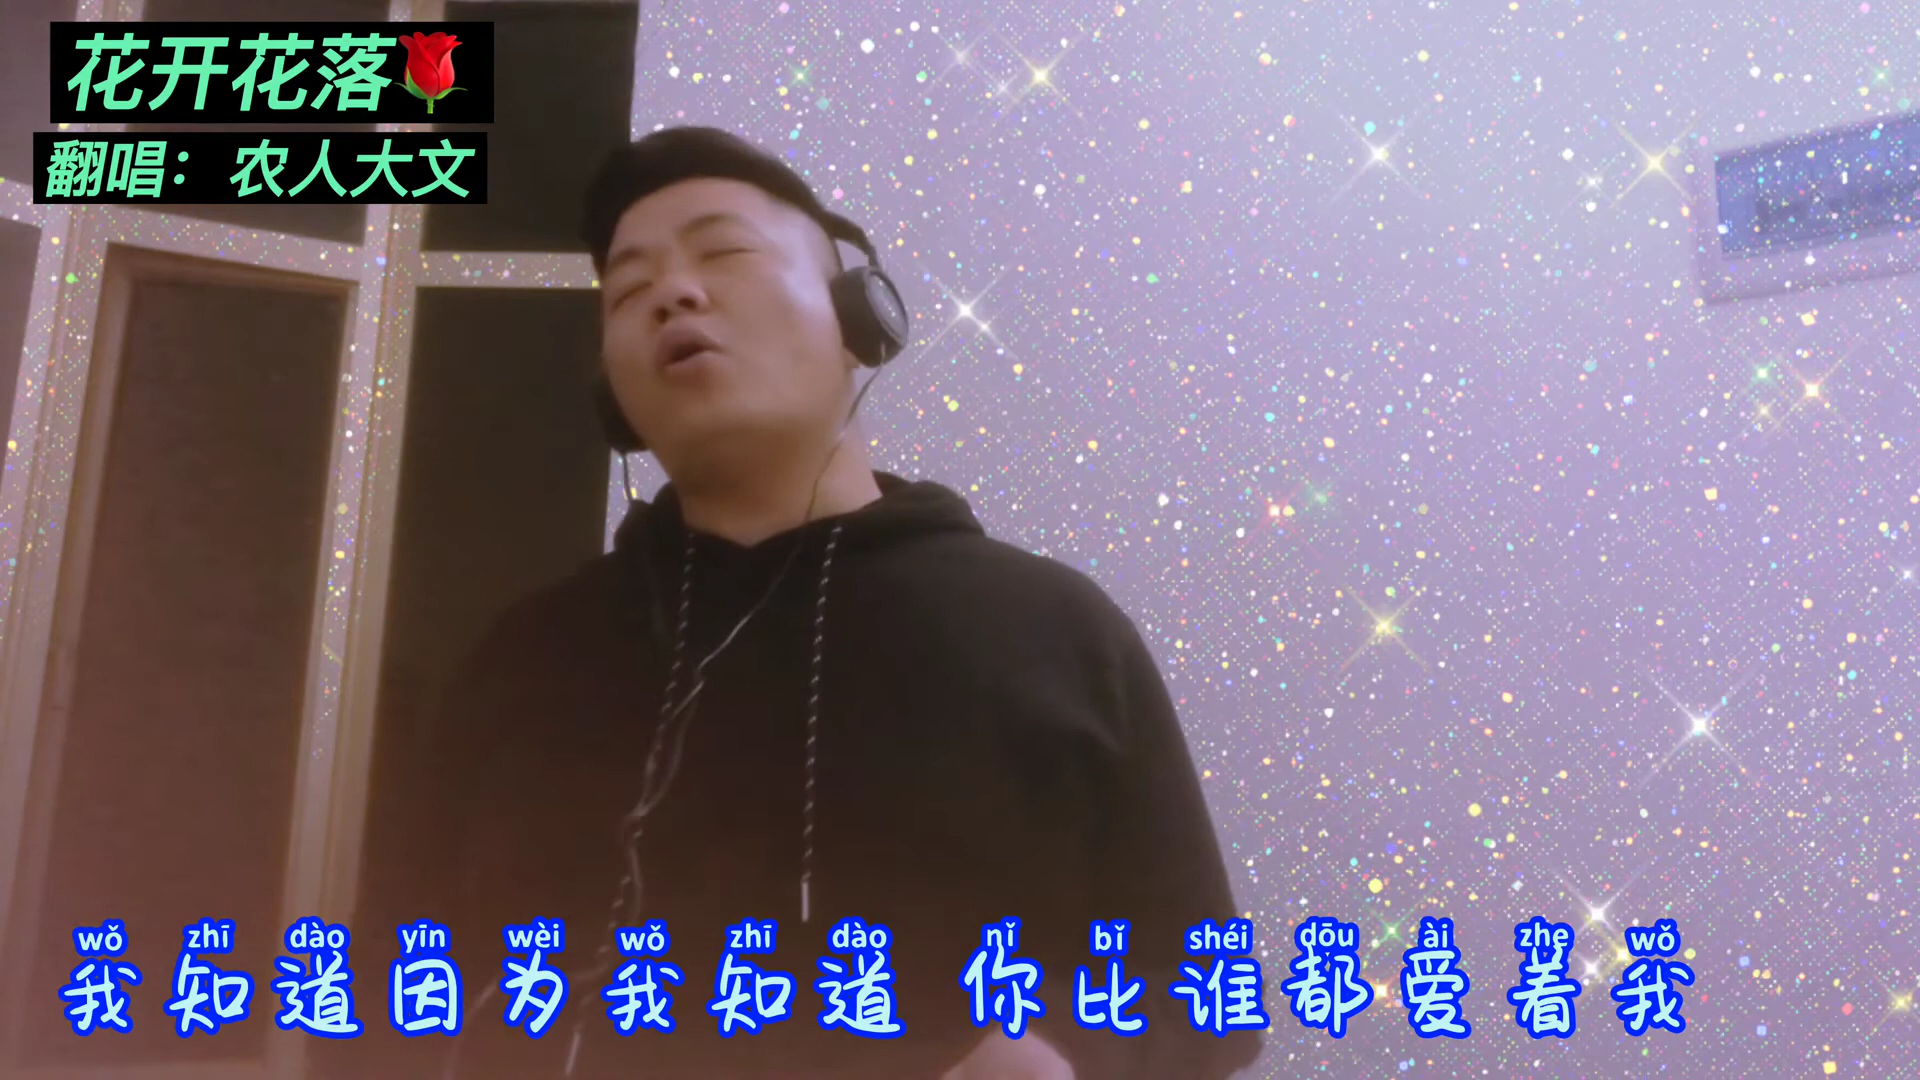 花开花落🌹
翻唱：农人大文
wǒ zhī dào yīn wèi wǒ zhī dào nǐ bǐ shéi dōu ài zhe wǒ
我知道因为我知道 你比谁都爱着我